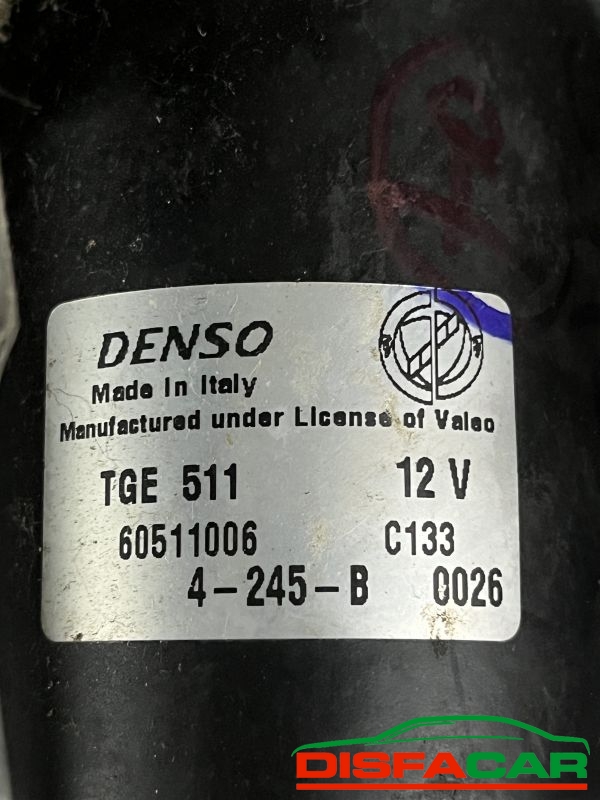 DENSO
Made In Italy
Manufactured under License of Valeo
TGE 511 12 V
60511006 C133
4-245-B 0026
DISFACAR